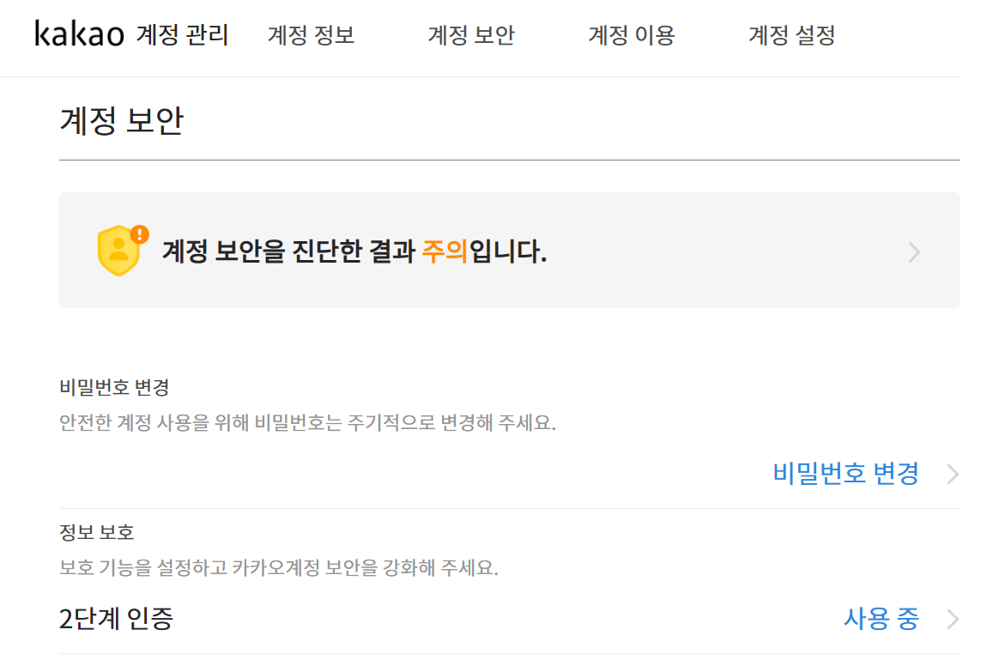 kakao 계정 관리 계정 정보 계정 보안 계정 이용 계정 설정
계정 보안
계정 보안을 진단한 결과 주의입니다.
비밀번호 변경
안전한 계정 사용을 위해 비밀번호는 주기적으로 변경해 주세요.
비밀번호 변경
정보 보호
보호 기능을 설정하고 카카오계정 보안을 강화해 주세요.
2단계 인증 사용 중